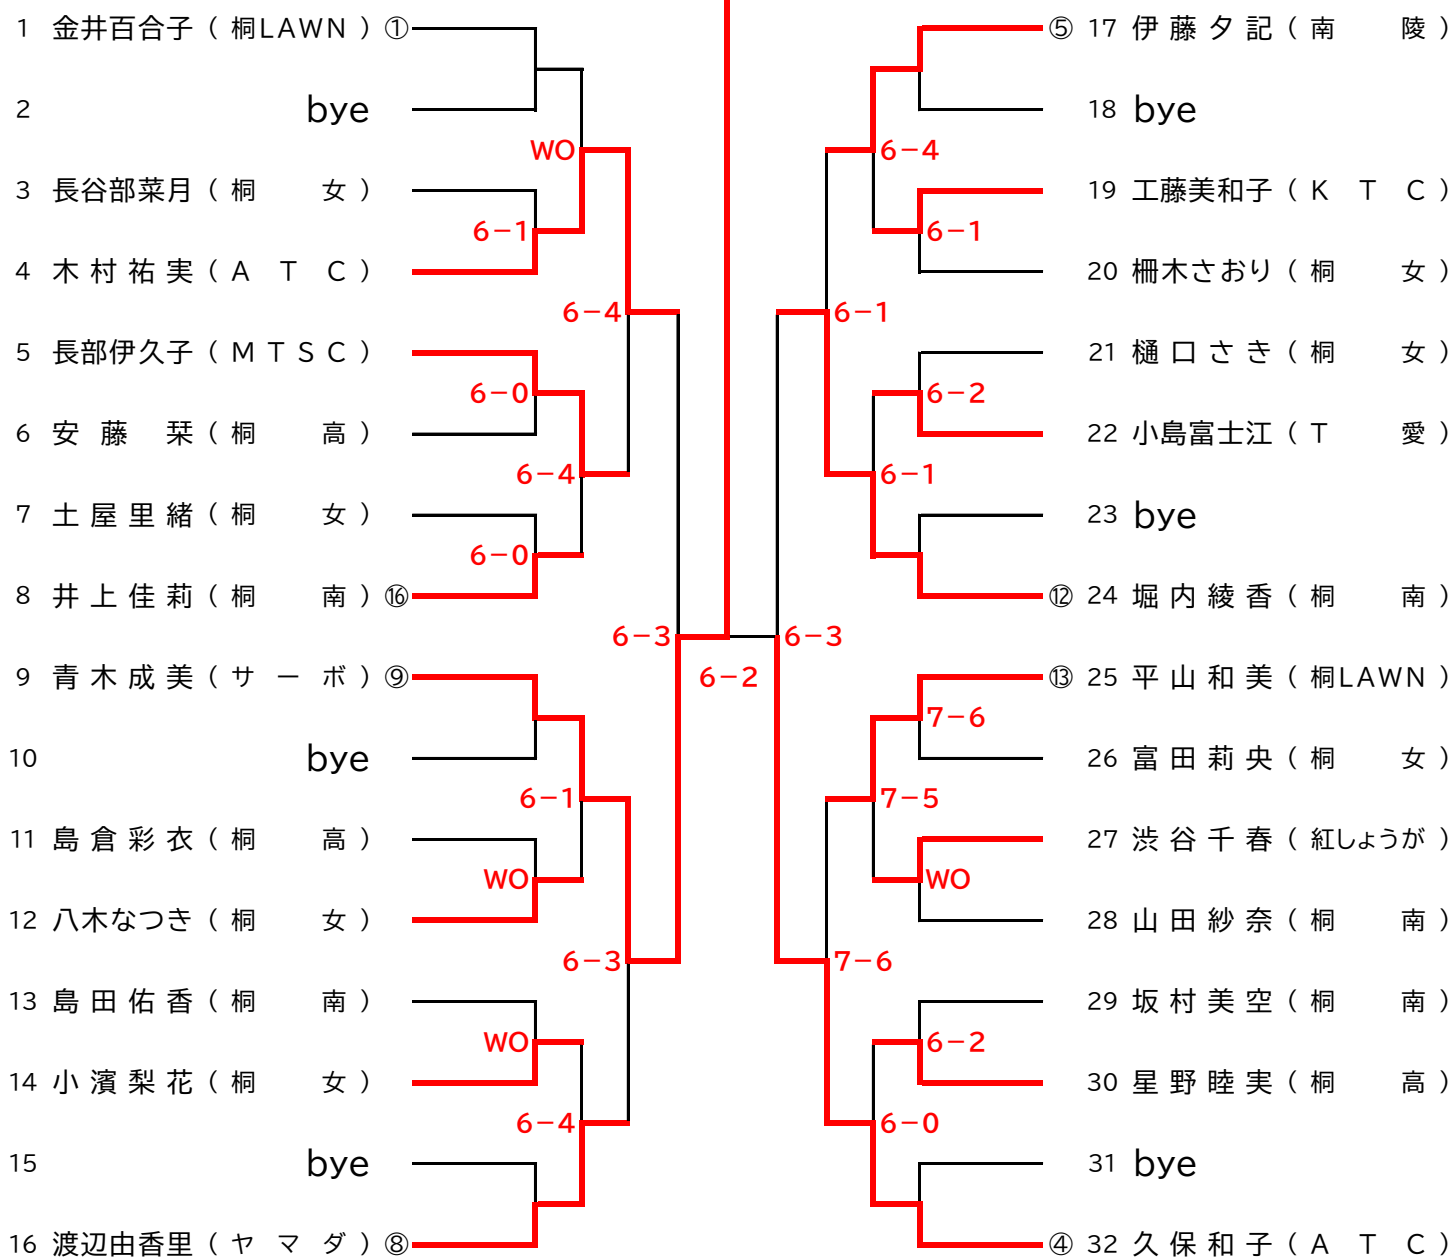 1 金井百合子 ( 桐LAWN ) ①
2 bye
WO
3 長谷部菜月 ( 桐 女 )
6-1
4 木村祐実 ( A T C )
6-4
5 長部伊久子 ( M T S C )
6-0
6 安藤 栞 ( 桐 高 )
6-4
7 土屋里緒 ( 桐 女 )
6-0
8 井上佳莉 ( 桐 南 ) ⑯
6-3
9 青木成美 ( サーボ ) ⑨
10 bye
6-1
11 島倉彩衣 ( 桐 高 )
WO
12 八木なつき ( 桐 女 )
6-3
13 島田佑香 ( 桐 南 )
WO
14 小濱梨花 ( 桐 女 )
6-4
15 bye
16 渡辺由香里 ( ヤマダ ) ⑧
6-2
⑤ 17 伊藤夕記 ( 南 陵 )
18 bye
6-4
19 工藤美和子 ( K T C )
6-1
20 柵木さおり ( 桐 女 )
6-1
21 樋口さき ( 桐 女 )
6-2
22 小島富士江 ( T 愛 )
6-1
23 bye
⑫ 24 堀内綾香 ( 桐 南 )
6-3
⑬ 25 平山和美 ( 桐LAWN )
7-6
26 富田莉央 ( 桐 女 )
7-5
27 渋谷千春 ( 紅しょうが )
WO
28 山田紗奈 ( 桐 南 )
7-6
29 坂村美空 ( 桐 南 )
6-2
30 星野睦実 ( 桐 高 )
6-0
31 bye
④ 32 久保和子 ( A T C )